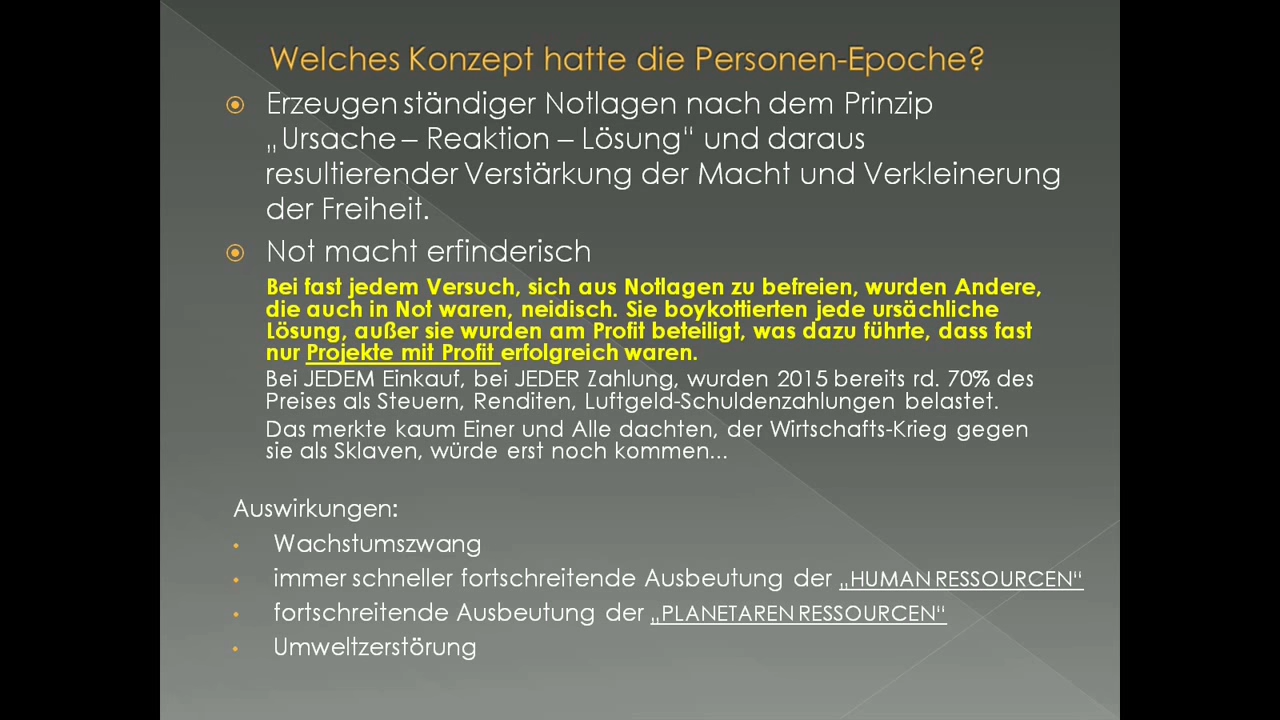 Welches Konzept hatte die Personen-Epoche?
Erzeugen ständiger Notlagen nach dem Prinzip
„Ursache – Reaktion – Lösung“ und daraus
resultierender Verstärkung der Macht und Verkleinerung
der Freiheit.
Not macht erfinderisch
Bei fast jedem Versuch, sich aus Notlagen zu befreien, wurden Andere,
die auch in Not waren, neidisch. Sie boykottierten jede ursächliche
Lösung, außer sie wurden am Profit beteiligt, was dazu führte, dass fast
nur Projekte mit Profit erfolgreich waren.
Bei JEDEM Einkauf, bei JEDER Zahlung, wurden 2015 bereits rd. 70% des
Preises als Steuern, Renditen, Luftgeld-Schuldenzahlungen belastet.
Das merkte kaum Einer und Alle dachten, der Wirtschafts-Krieg gegen
sie als Sklaven, würde erst noch kommen...
Auswirkungen:
• Wachstumszwang
• immer schneller fortschreitende Ausbeutung der „HUMAN RESSOURCEN“
• fortschreitende Ausbeutung der „PLANETAREN RESSOURCEN“
• Umweltzerstörung